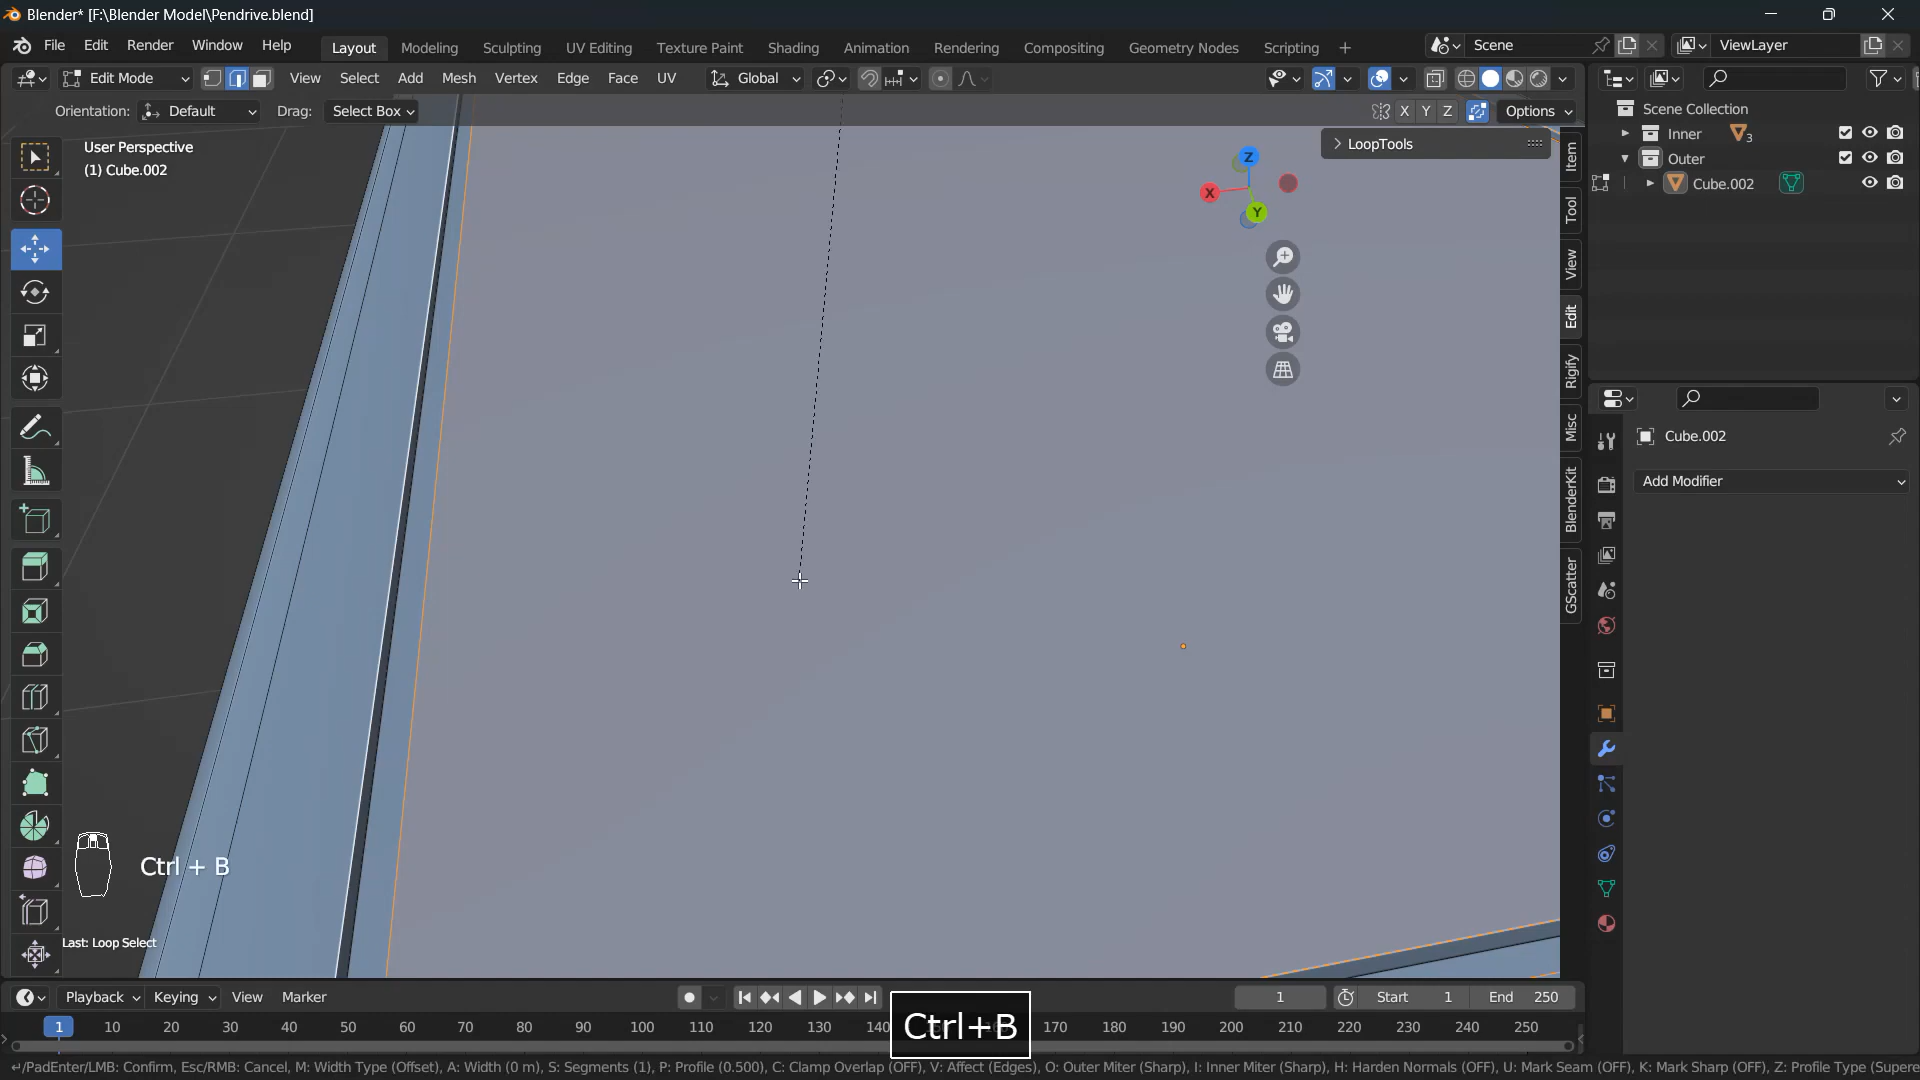 Blender* [F:\Blender Model\Pendrive.blend]
File Edit Render Window Help Layout Modeling Sculpting UV Editing Texture Paint Shading Animation Rendering Compositing Geometry Nodes Scripting + Scene ViewLayer
Edit Mode View Select Add Mesh Vertex Edge Face UV Global
Orientation: Default Drag: Select Box X Y Z Options
User Perspective
(1) Cube.002
LoopTools
Z
X
Y
Item
Tool
View
Edit
Rigify
Misc
BlenderKit
GScatter
Scene Collection
Inner 3
Outer
Cube.002
Cube.002
Add Modifier
Ctrl + B
Last: Loop Select
Playback Keying View Marker 1 Start 1 End 250
1 10 20 30 40 50 60 70 80 90 100 110 120 130 170 180 190 200 210 220 230 240 250
Ctrl+B
↵/PadEnter/LMB: Confirm, Esc/RMB: Cancel, M: Width Type (Offset), A: Width (0 m), S: Segments (1), P: Profile (0.500), C: Clamp Overlap (OFF), V: Affect (Edges), O: Outer Miter (Sharp), I: Inner Miter (Sharp), H: Harden Normals (OFF), U: Mark Seam (OFF), K: Mark Sharp (OFF), Z: Profile Type (Supere